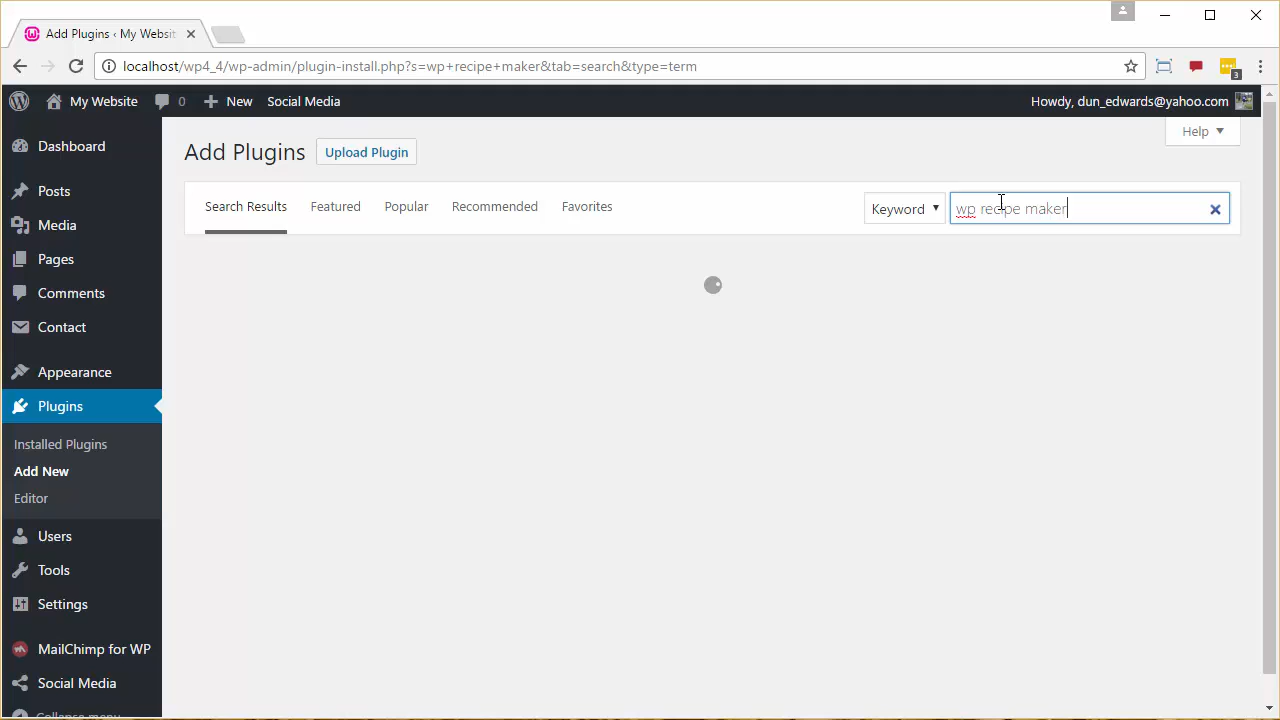 Add Plugins ‹ My Websit
localhost/wp4_4/wp-admin/plugin-install.php?s=wp+recipe+maker&tab=search&type=term
3
My Website 0 New Social Media Howdy, dun_edwards@yahoo.com
Help
Dashboard
Posts
Media
Pages
Comments
Contact
Appearance
Plugins
Installed Plugins
Add New
Editor
Users
Tools
Settings
MailChimp for WP
Social Media
Collapse menu
Add Plugins Upload Plugin
Search Results Featured Popular Recommended Favorites Keyword wp recipe maker